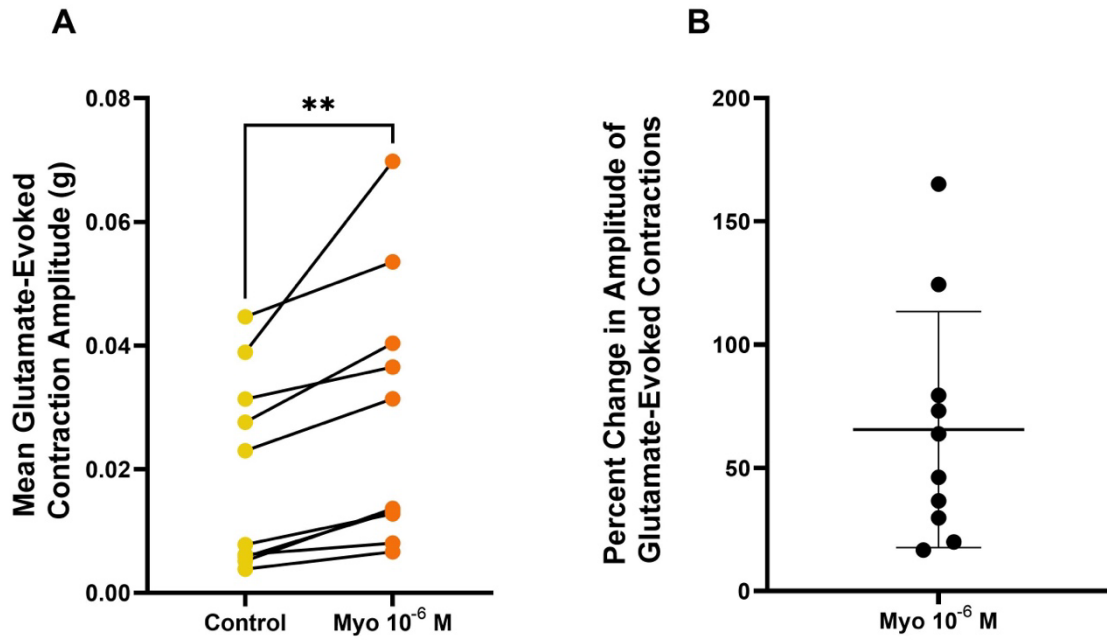 A
Mean Glutamate-Evoked
Contraction Amplitude (g)
0.08
0.06
0.04
0.02
0.00
**
Control
Myo 10⁻⁶ M
B
Percent Change in Amplitude of
Glutamate-Evoked Contractions
200
150
100
50
0
Myo 10⁻⁶ M